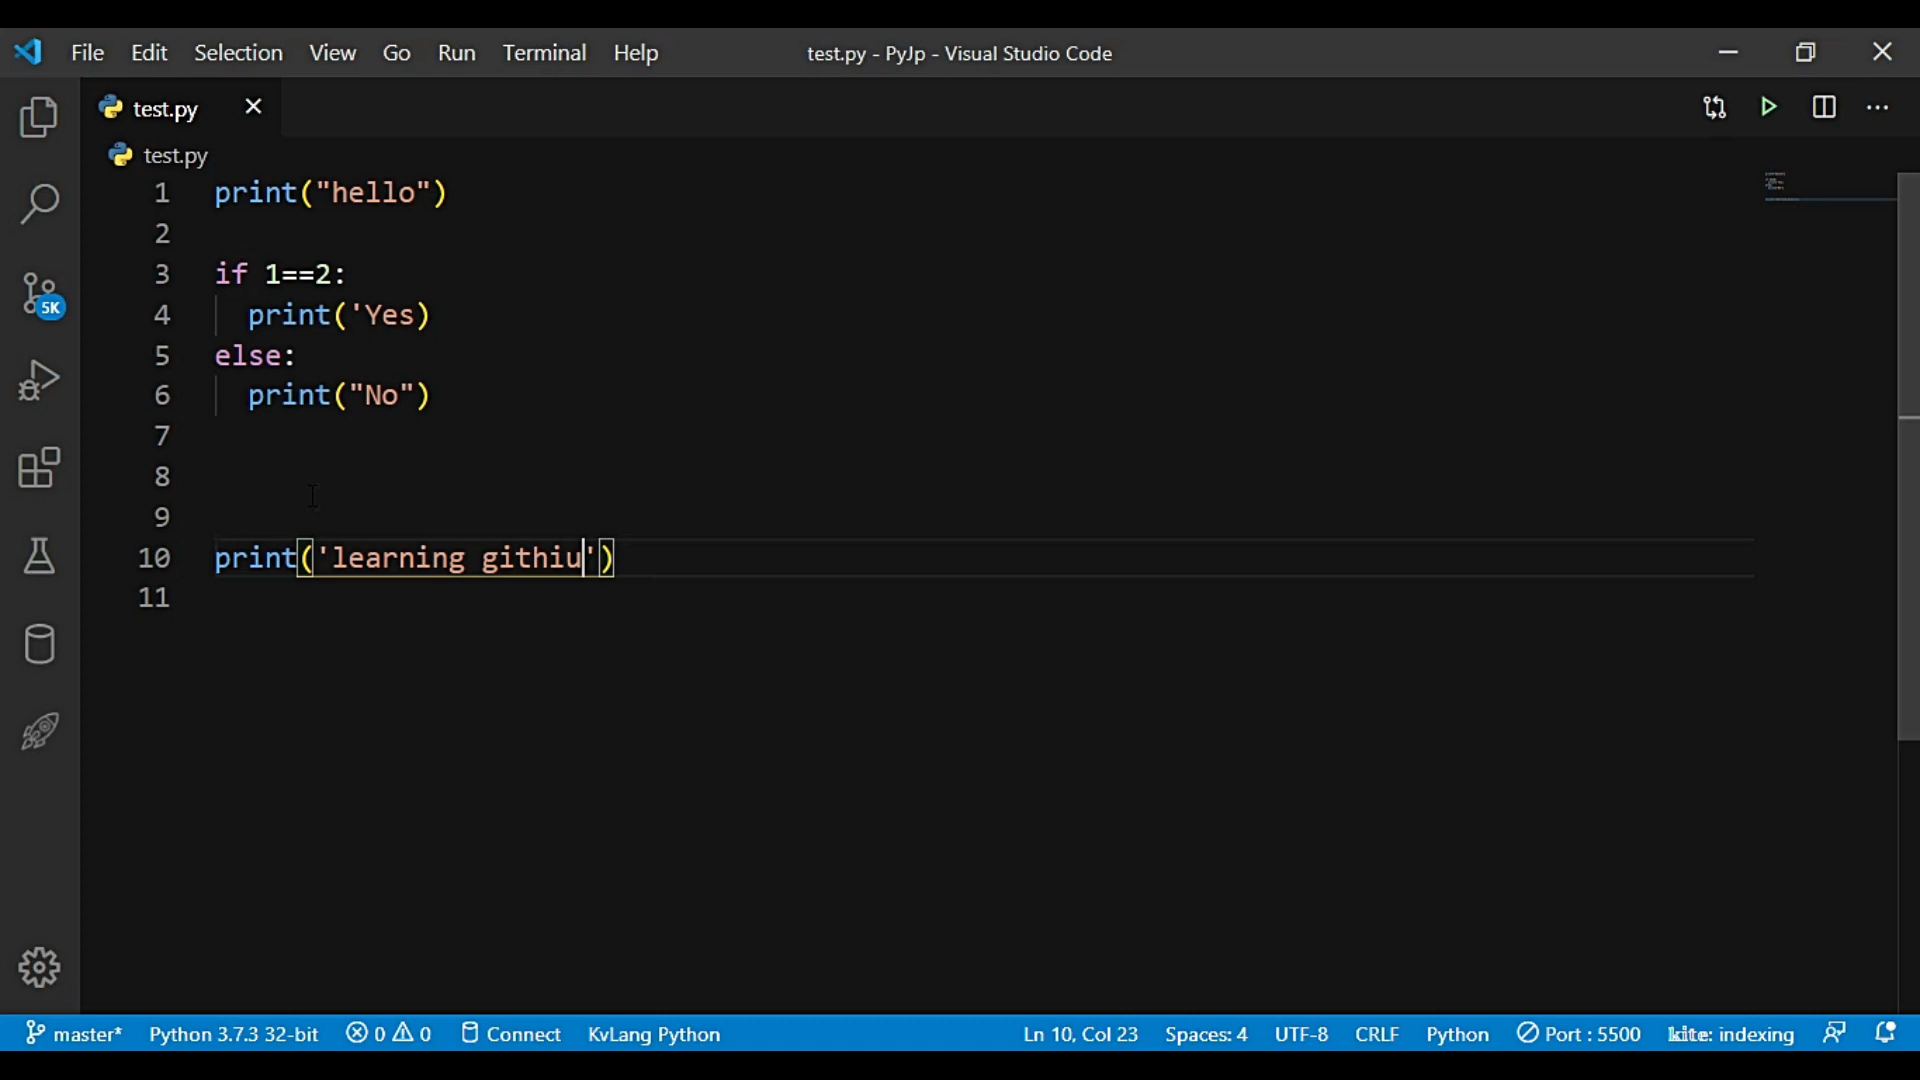 File Edit Selection View Go Run Terminal Help test.py - PyJp - Visual Studio Code
test.py
test.py
1 print("hello")
2
3 if 1==2:
4 print('Yes)
5 else:
6 print("No")
7
8
9
10 print('learning githiu')
11
5K
master* Python 3.7.3 32-bit 0 0 Connect KvLang Python Ln 10, Col 23 Spaces: 4 UTF-8 CRLF Python Port : 5500 kite: indexing